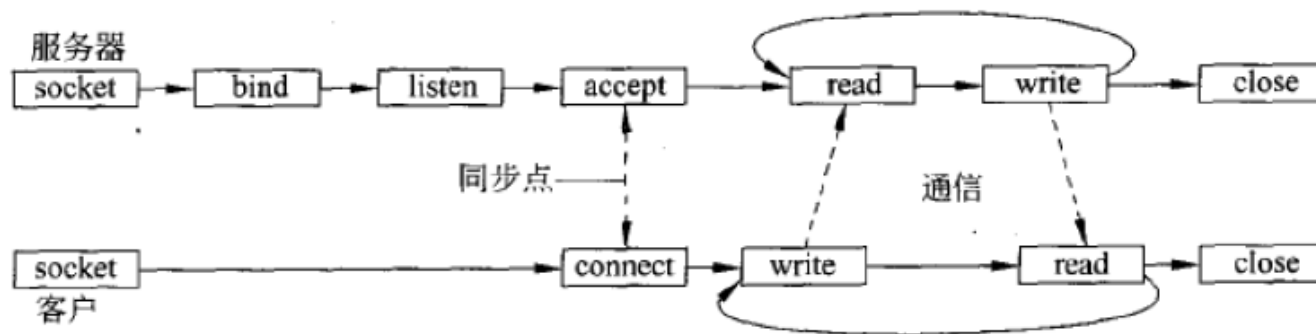 服务器
socket bind listen accept read write close
同步点
通信
socket connect write read close
客户